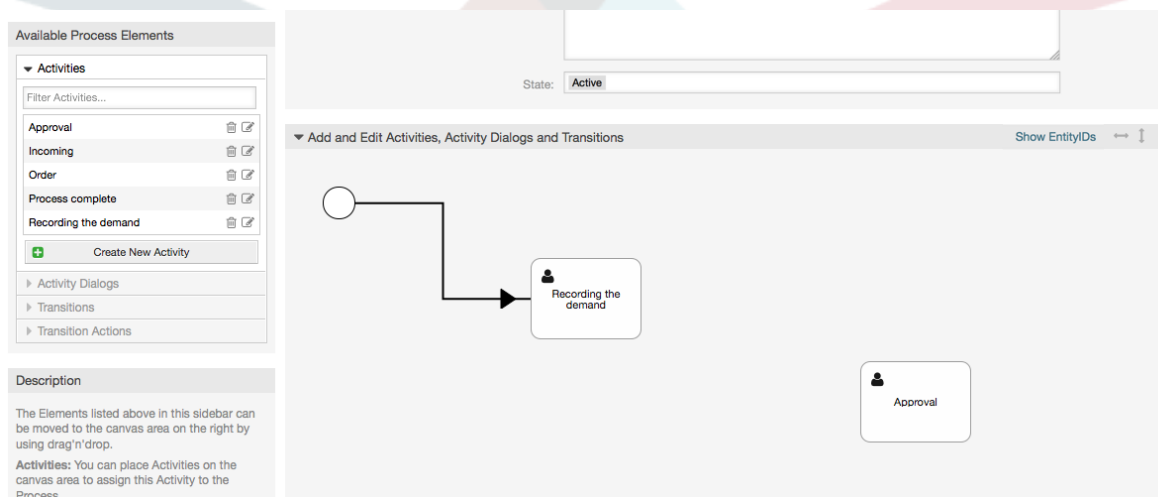 Available Process Elements
Activities
Filter Activities...
Approval
Incoming
Order
Process complete
Recording the demand
Create New Activity
Activity Dialogs
Transitions
Transition Actions
Description
The Elements listed above in this sidebar can
be moved to the canvas area on the right by
using drag'n'drop.
Activities: You can place Activities on the
canvas area to assign this Activity to the
Process.
State: Active
Add and Edit Activities, Activity Dialogs and Transitions
Show EntityIDs
Recording the
demand
Approval